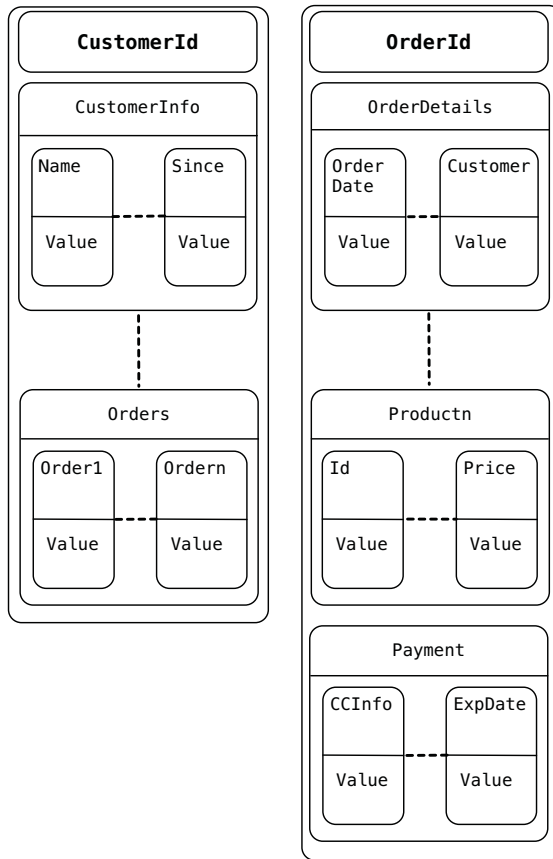 CustomerId
CustomerInfo
Name
Since
Value
Value
Orders
Order1
Ordern
Value
Value
OrderId
OrderDetails
Order
Date
Customer
Value
Value
Productn
Id
Price
Value
Value
Payment
CCInfo
ExpDate
Value
Value